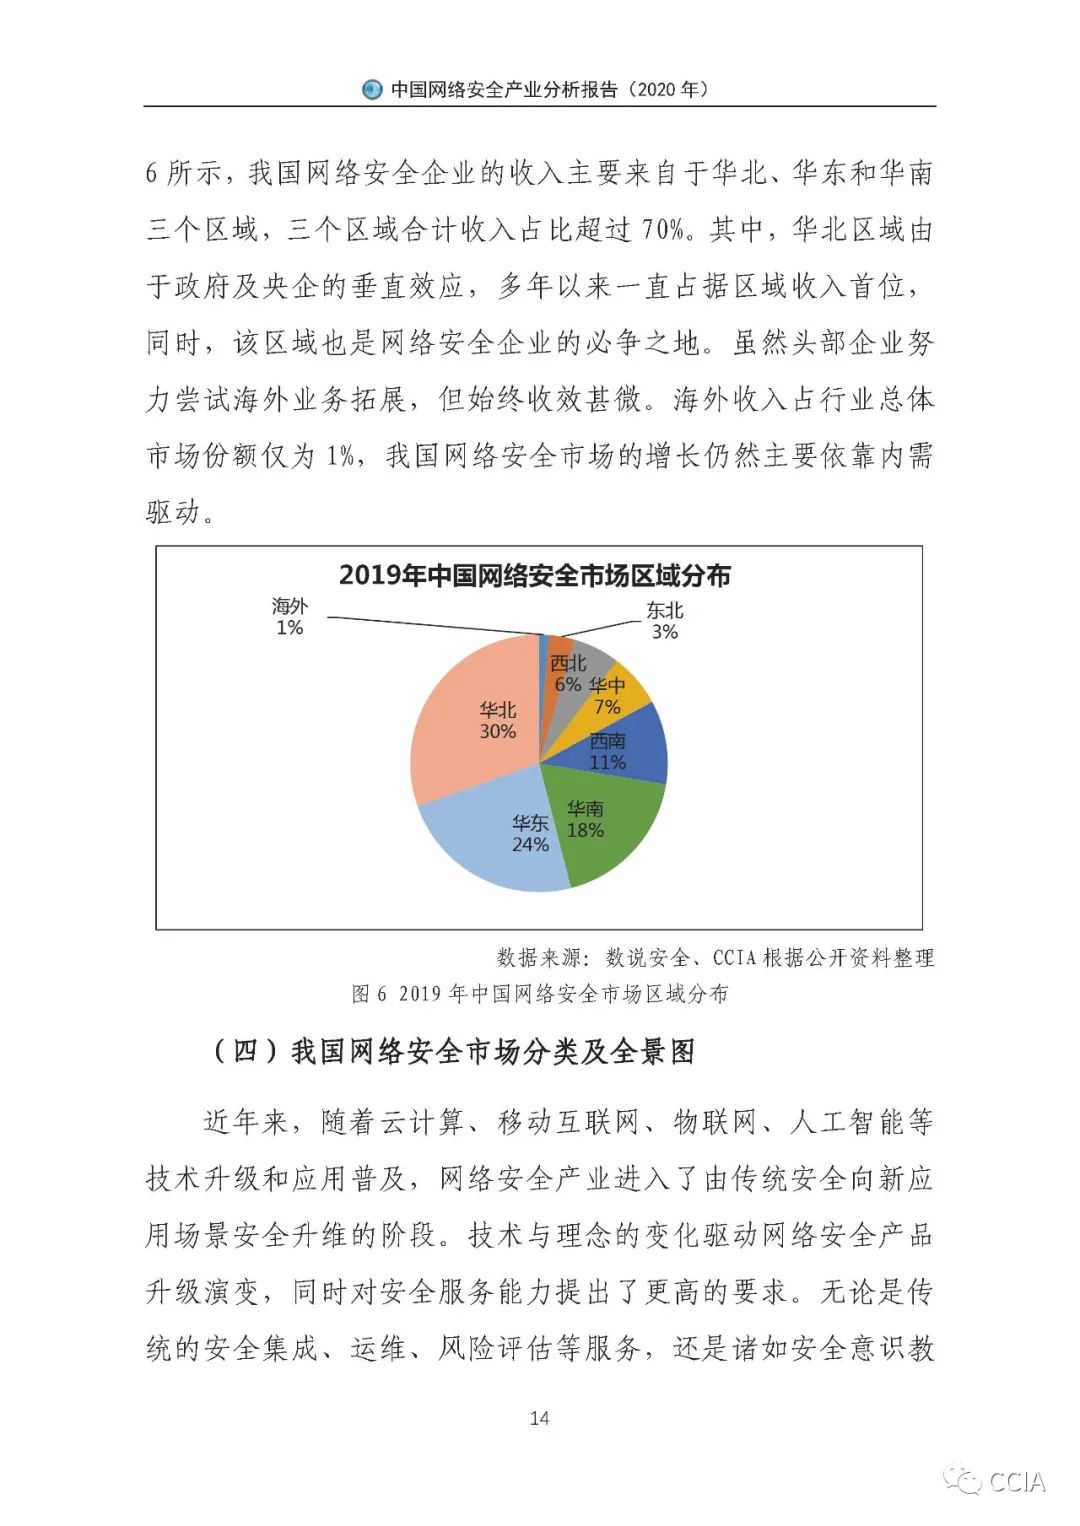 中国网络安全产业分析报告（2020 年）
6 所示，我国网络安全企业的收入主要来自于华北、华东和华南
三个区域，三个区域合计收入占比超过 70%。其中，华北区域由
于政府及央企的垂直效应，多年以来一直占据区域收入首位，
同时，该区域也是网络安全企业的必争之地。虽然头部企业努
力尝试海外业务拓展，但始终收效甚微。海外收入占行业总体
市场份额仅为 1%，我国网络安全市场的增长仍然主要依靠内需
驱动。
2019年中国网络安全市场区域分布
海外
1%
东北
3%
西北
6%
华中
7%
西南
11%
华南
18%
华东
24%
华北
30%
数据来源：数说安全、CCIA 根据公开资料整理
图 6 2019 年中国网络安全市场区域分布
（四）我国网络安全市场分类及全景图
近年来，随着云计算、移动互联网、物联网、人工智能等
技术升级和应用普及，网络安全产业进入了由传统安全向新应
用场景安全升维的阶段。技术与理念的变化驱动网络安全产品
升级演变，同时对安全服务能力提出了更高的要求。无论是传
统的安全集成、运维、风险评估等服务，还是诸如安全意识教
14
CCIA